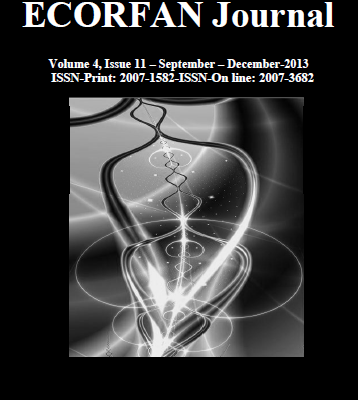 ECORFAN Journal
Volume 4, Issue 11 – September – December-2013
ISSN-Print: 2007-1582-ISSN-On line: 2007-3682